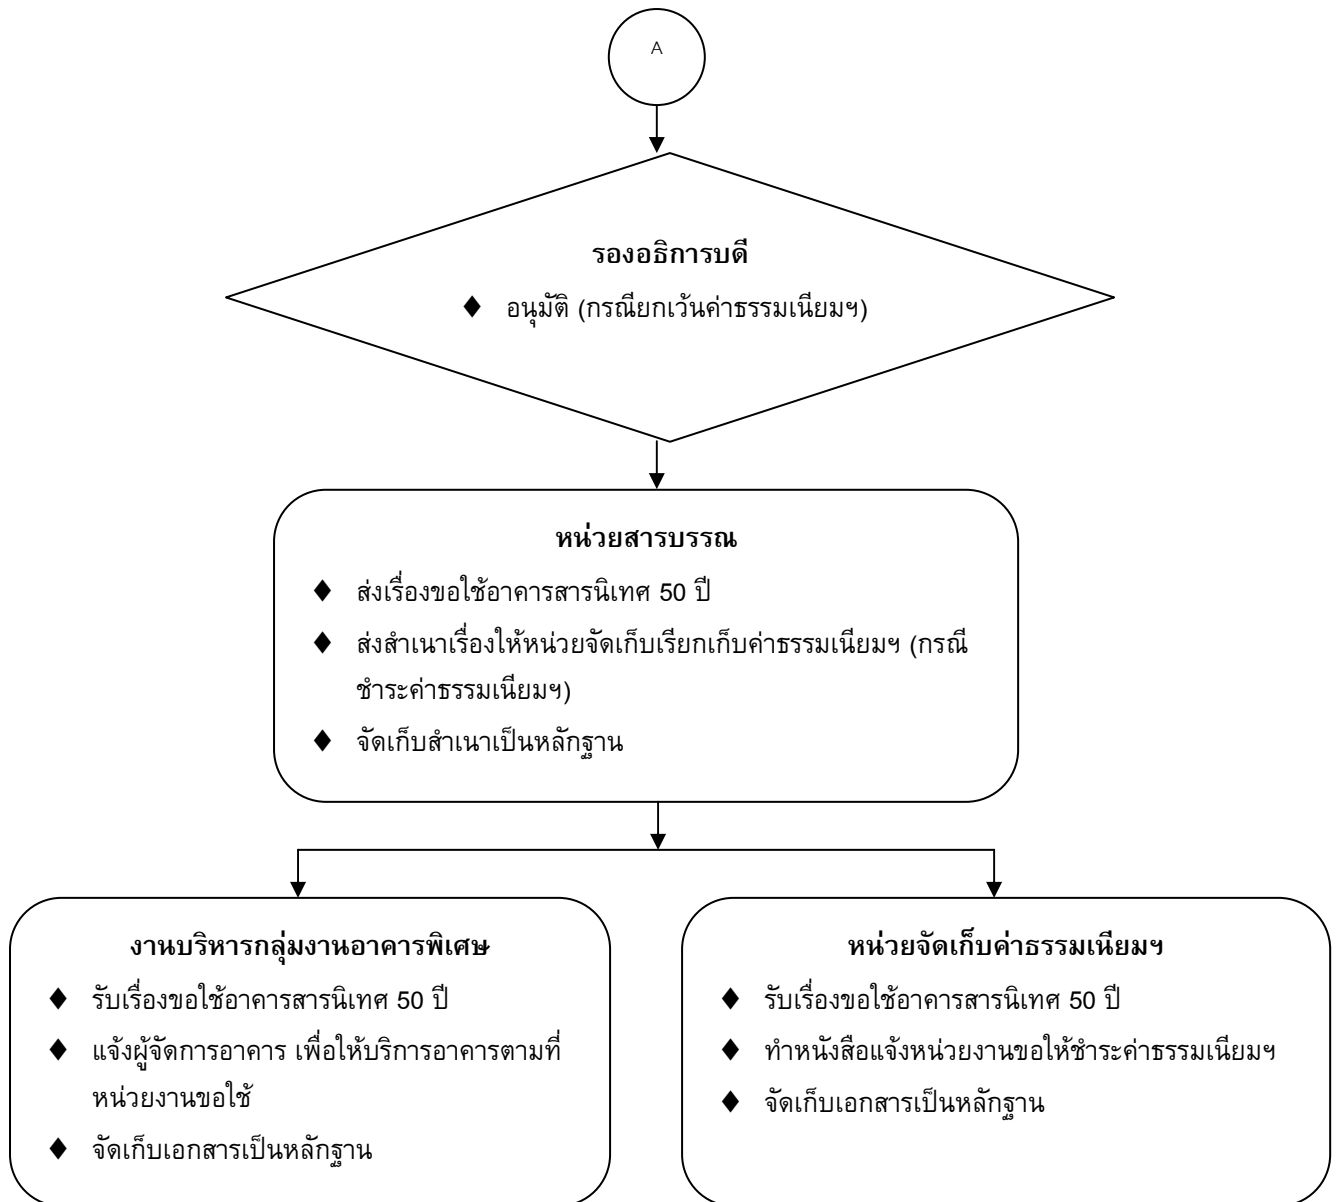 A
รองอธิการบดี
♦ อนุมัติ (กรณียกเว้นค่าธรรมเนียมฯ)
หน่วยสารบรรณ
♦ ส่งเรื่องขอใช้อาคารสารนิเทศ 50 ปี
♦ ส่งสำเนาเรื่องให้หน่วยจัดเก็บเรียกเก็บค่าธรรมเนียมฯ (กรณี
ชำระค่าธรรมเนียมฯ)
♦ จัดเก็บสำเนาเป็นหลักฐาน
งานบริหารกลุ่มงานอาคารพิเศษ
♦ รับเรื่องขอใช้อาคารสารนิเทศ 50 ปี
♦ แจ้งผู้จัดการอาคาร เพื่อให้บริการอาคารตามที่
หน่วยงานขอใช้
♦ จัดเก็บเอกสารเป็นหลักฐาน
หน่วยจัดเก็บค่าธรรมเนียมฯ
♦ รับเรื่องขอใช้อาคารสารนิเทศ 50 ปี
♦ ทำหนังสือแจ้งหน่วยงานขอให้ชำระค่าธรรมเนียมฯ
♦ จัดเก็บเอกสารเป็นหลักฐาน